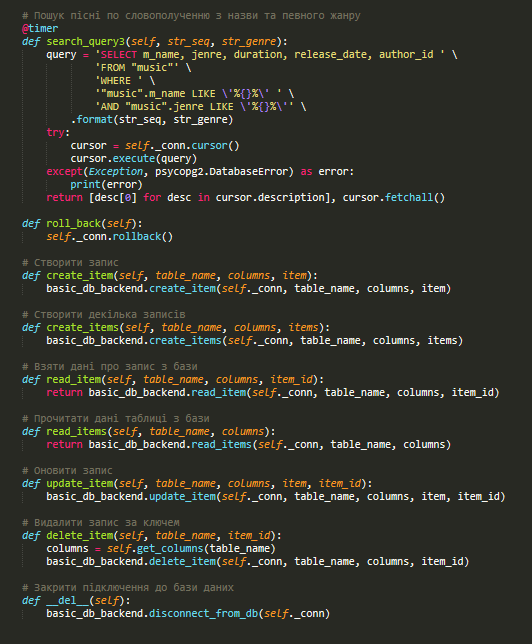 # Пошук пісні по словополученню з назви та певного жанру
@timer
def search_query3(self, str_seq, str_genre):
    query = 'SELECT m_name, jenre, duration, release_date, author_id ' \
            'FROM "music"' \
            'WHERE ' \
            '"music".m_name LIKE \'%{}%\' ' \
            'AND "music".jenre LIKE \'%{}%\'' \
        .format(str_seq, str_genre)
    try:
        cursor = self._conn.cursor()
        cursor.execute(query)
    except(Exception, psycopg2.DatabaseError) as error:
        print(error)
    return [desc[0] for desc in cursor.description], cursor.fetchall()
def roll_back(self):
    self._conn.rollback()
# Створити запис
def create_item(self, table_name, columns, item):
    basic_db_backend.create_item(self._conn, table_name, columns, item)
# Створити декілька записів
def create_items(self, table_name, columns, items):
    basic_db_backend.create_items(self._conn, table_name, columns, items)
# Взяти дані про запис з бази
def read_item(self, table_name, columns, item_id):
    return basic_db_backend.read_item(self._conn, table_name, columns, item_id)
# Прочитати дані таблиці з бази
def read_items(self, table_name, columns):
    return basic_db_backend.read_items(self._conn, table_name, columns)
# Оновити запис
def update_item(self, table_name, columns, item, item_id):
    basic_db_backend.update_item(self._conn, table_name, columns, item, item_id)
# Видалити запис за ключем
def delete_item(self, table_name, item_id):
    columns = self.get_columns(table_name)
    basic_db_backend.delete_item(self._conn, table_name, columns, item_id)
# Закрити підключення до бази даних
def __del__(self):
    basic_db_backend.disconnect_from_db(self._conn)